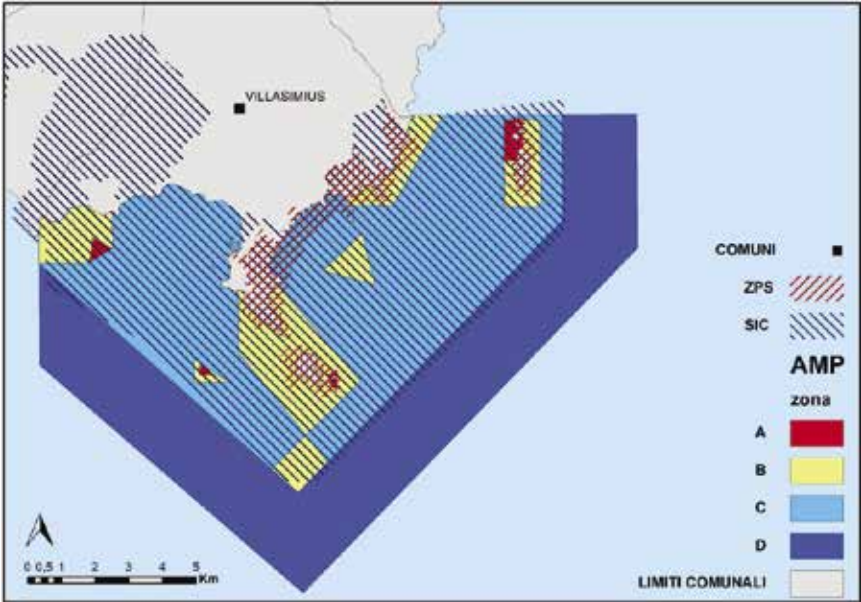 VILLASIMIUS
COMUNI
ZPS
SIC
AMP
zona
A
B
C
D
LIMITI COMUNALI
0 0,5 1 2 3 4 5
Km